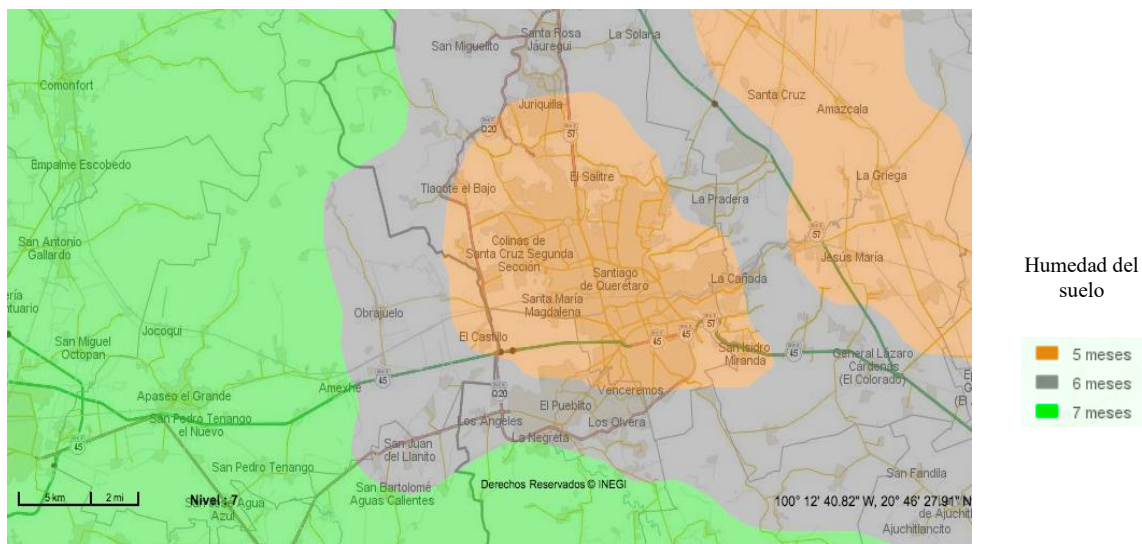 Santa Rosa
Jáuregui
La Solana
San Miguelito
Comonfort
Santa Cruz
Amazcala
Juriquilla
Q20
57
Empalme Escobedo
El Salitre
La Griega
Tlacote el Bajo
La Pradera
San Antonio
Gallardo
57
Colinas de
Santa Cruz Segunda
Sección
Jesús María
Santiago
de Querétaro
La Cañada
Santa María
Magdalena
Obrajuelo
San Miguel
Octopan
Jocoqui
El Castillo
45
45
57
San Isidro
Miranda
45
General Lázaro
Cárdenas
(El Colorado)
Amexhe
45
Apaseo el Grande
Q20
Venceremos
El Pueblito
San Pedro Tenango
el Nuevo
Los Angeles
Los Olvera
La Negreta
45
San Juan
del Llanito
San Pedro Tenango
San Fandila
San Bartolomé
Aguas Calientes
Derechos Reservados © INEGI
5 km
2 mi
Nivel : 7
Agua
Azul
100° 12' 40.82" W, 20° 46' 27.91" N
Ajuchitlancito
Humedad del
suelo
5 meses
6 meses
7 meses